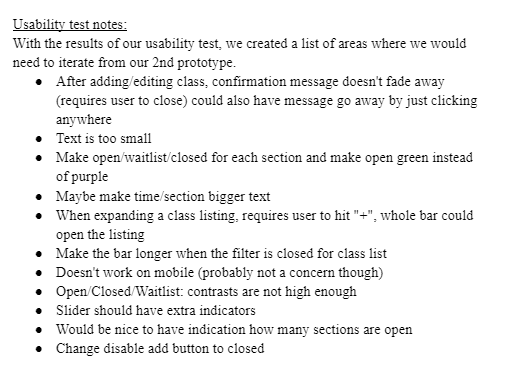 Usability test notes:
With the results of our usability test, we created a list of areas where we would
need to iterate from our 2nd prototype.
● After adding/editing class, confirmation message doesn't fade away
(requires user to close) could also have message go away by just clicking
anywhere
● Text is too small
● Make open/waitlist/closed for each section and make open green instead
of purple
● Maybe make time/section bigger text
● When expanding a class listing, requires user to hit "+", whole bar could
open the listing
● Make the bar longer when the filter is closed for class list
● Doesn't work on mobile (probably not a concern though)
● Open/Closed/Waitlist: contrasts are not high enough
● Slider should have extra indicators
● Would be nice to have indication how many sections are open
● Change disable add button to closed